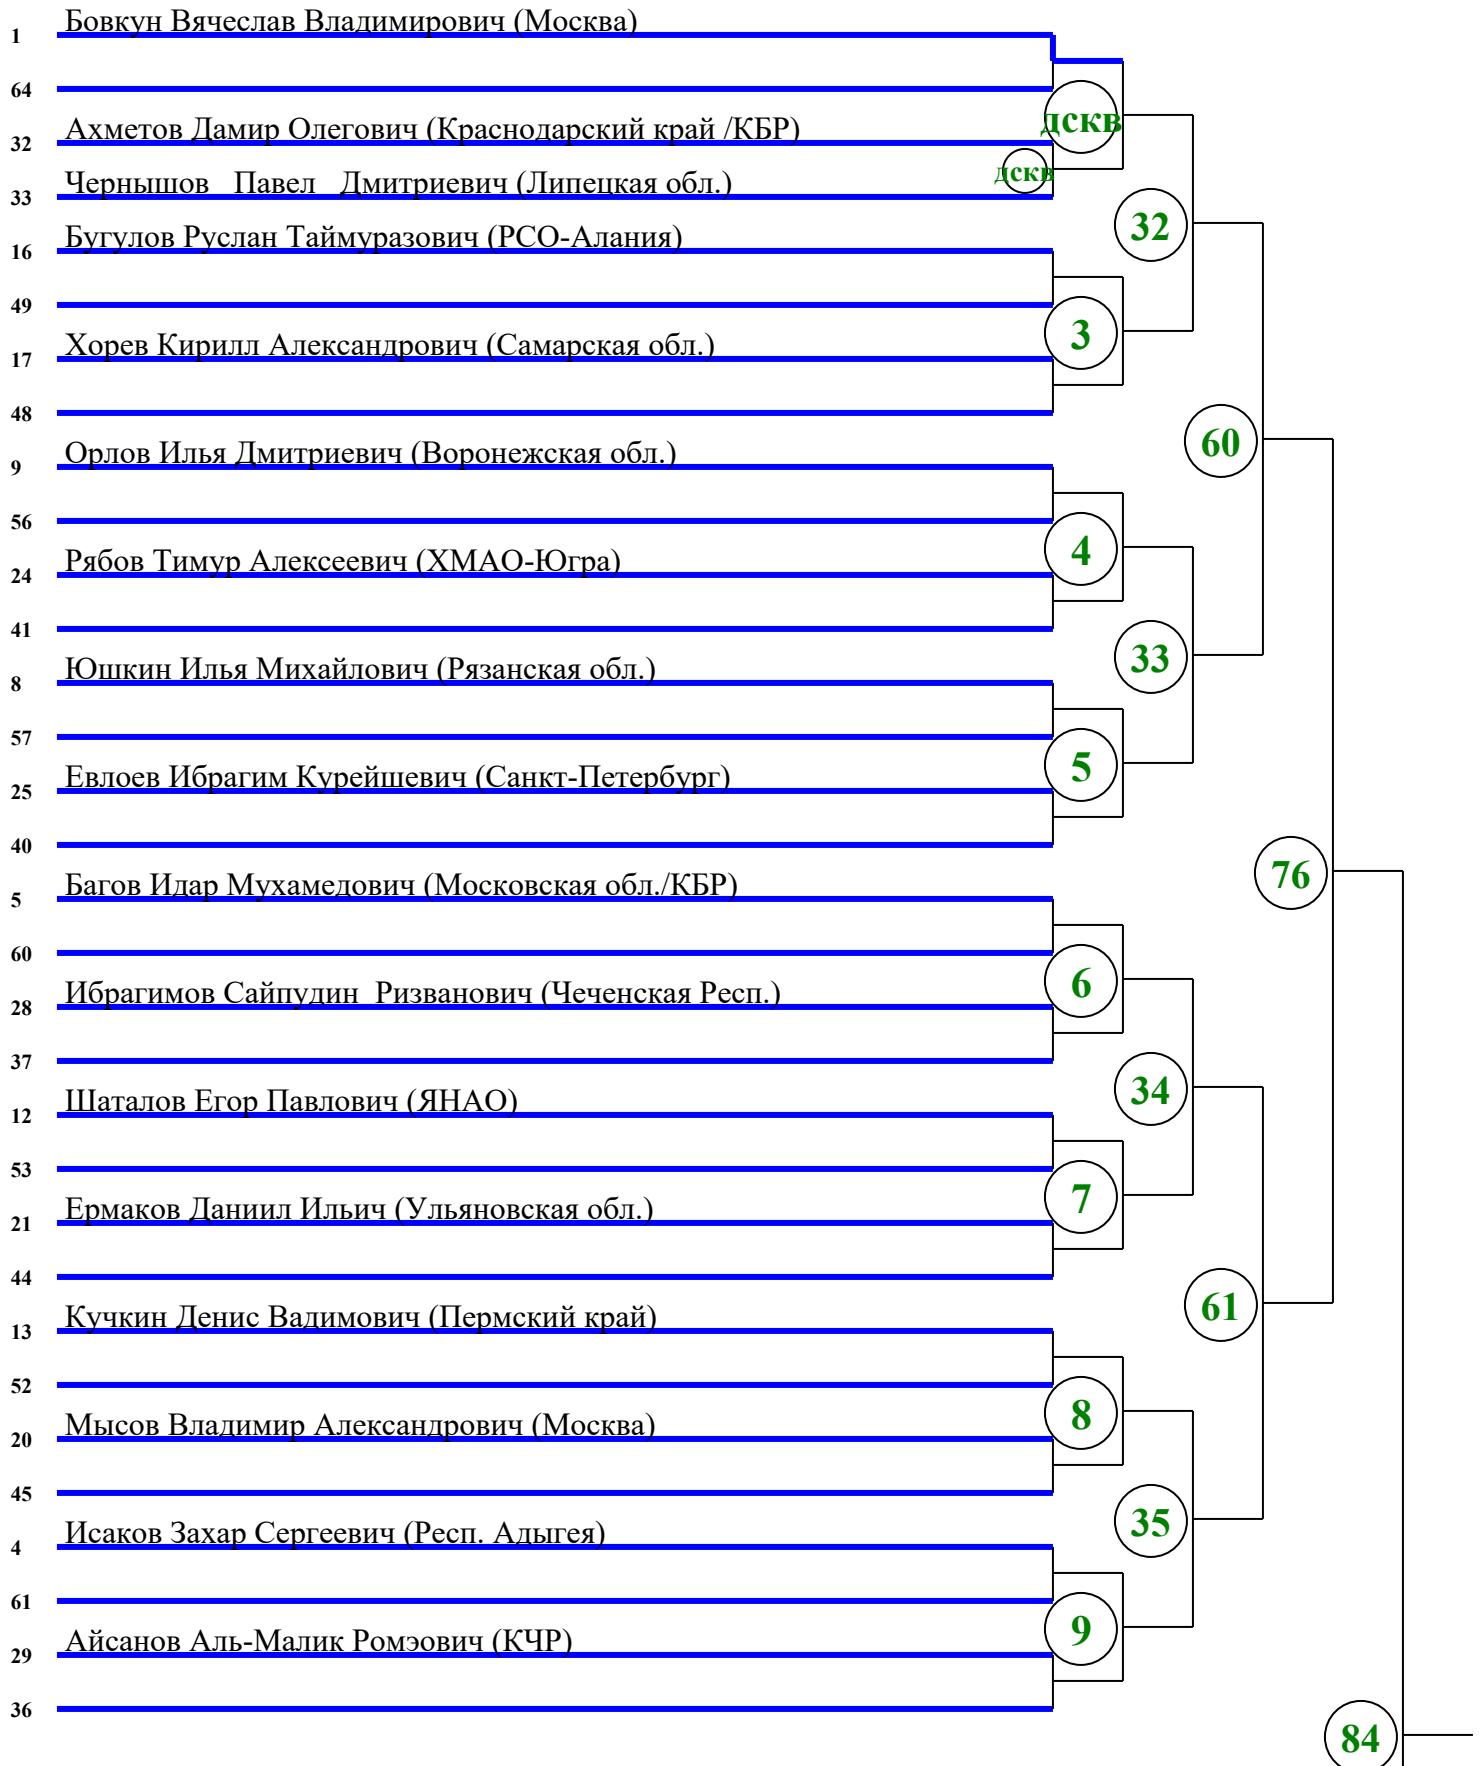 Бовкун Вячеслав Владимирович (Москва)
1
64
Ахметов Дамир Олегович (Краснодарский край /КБР)
дскв
32
Чернышов Павел Дмитриевич (Липецкая обл.)
дскв
33
32
Бугулов Руслан Таймуразович (РСО-Алания)
16
49
3
Хорев Кирилл Александрович (Самарская обл.)
17
48
60
Орлов Илья Дмитриевич (Воронежская обл.)
9
56
4
Рябов Тимур Алексеевич (ХМАО-Югра)
24
41
33
Юшкин Илья Михайлович (Рязанская обл.)
8
57
5
Евлоев Ибрагим Курейшевич (Санкт-Петербург)
25
40
76
Багов Идар Мухамедович (Московская обл./КБР)
5
60
6
Ибрагимов Сайпудин Ризванович (Чеченская Респ.)
28
37
34
Шаталов Егор Павлович (ЯНАО)
12
53
7
Ермаков Даниил Ильич (Ульяновская обл.)
21
44
61
Кучкин Денис Вадимович (Пермский край)
13
52
8
Мысов Владимир Александрович (Москва)
20
45
35
Исаков Захар Сергеевич (Респ. Адыгея)
4
61
9
Айсанов Аль-Малик Ромэович (КЧР)
29
36
84